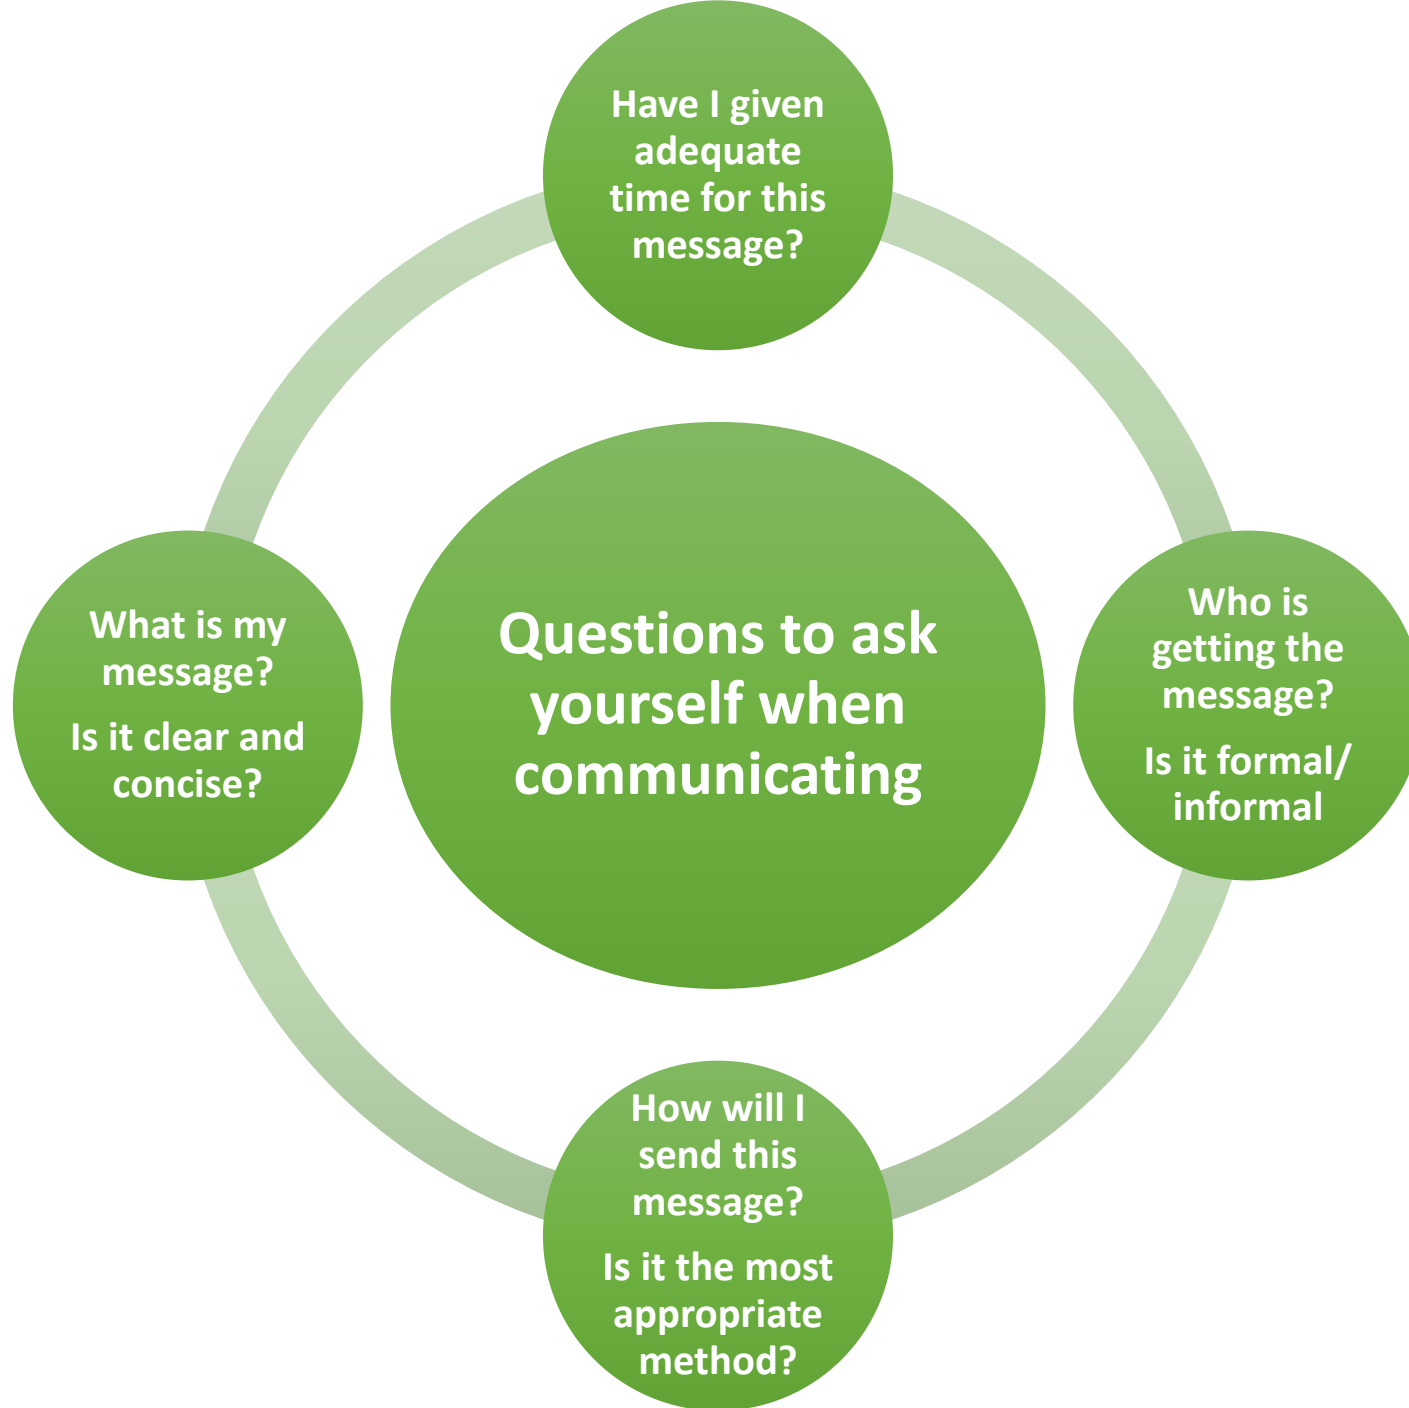 Have I given
adequate
time for this
message?
What is my
message?
Is it clear and
concise?
Questions to ask
yourself when
communicating
Who is
getting the
message?
Is it formal/
informal
How will I
send this
message?
Is it the most
appropriate
method?